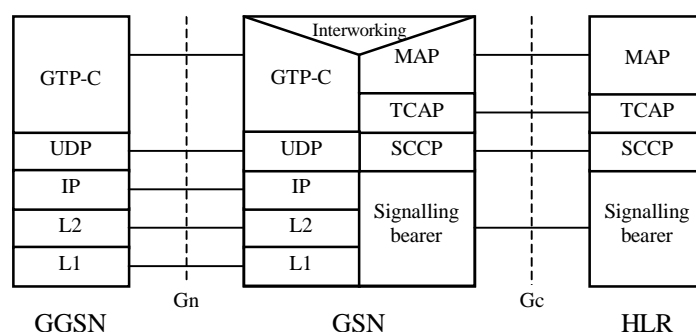 Interworking
GTP-C
GTP-C
MAP
MAP
TCAP
TCAP
UDP
UDP
SCCP
SCCP
IP
IP
L2
L2
Signalling
bearer
Signalling
bearer
L1
L1
Gn
Gc
GGSN
GSN
HLR